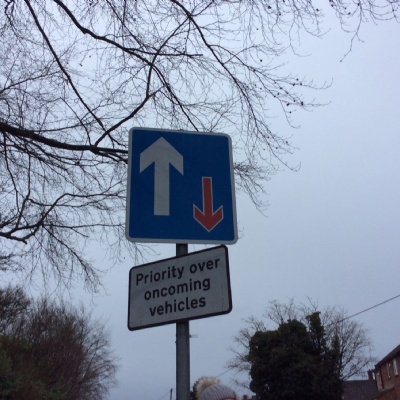 Priority over
oncoming
vehicles